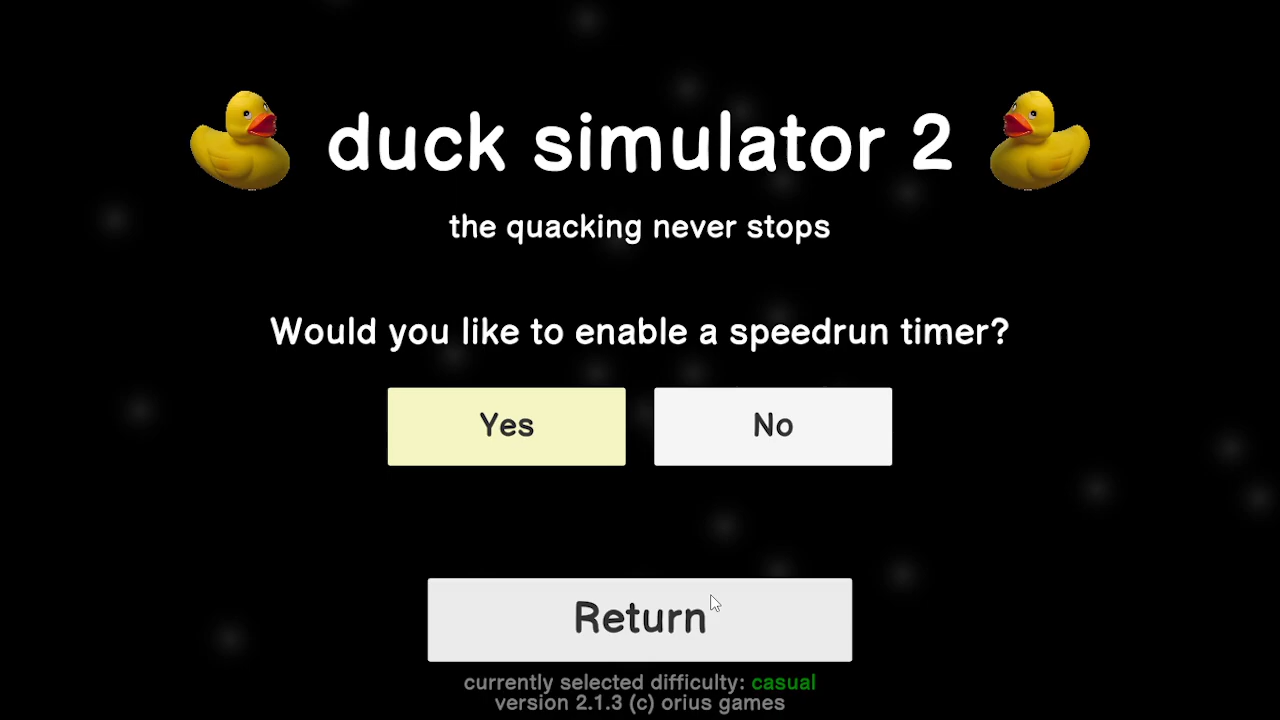 duck simulator 2
the quacking never stops
Would you like to enable a speedrun timer?
Yes
No
Return
currently selected difficulty: casual
version 2.1.3 (c) orius games